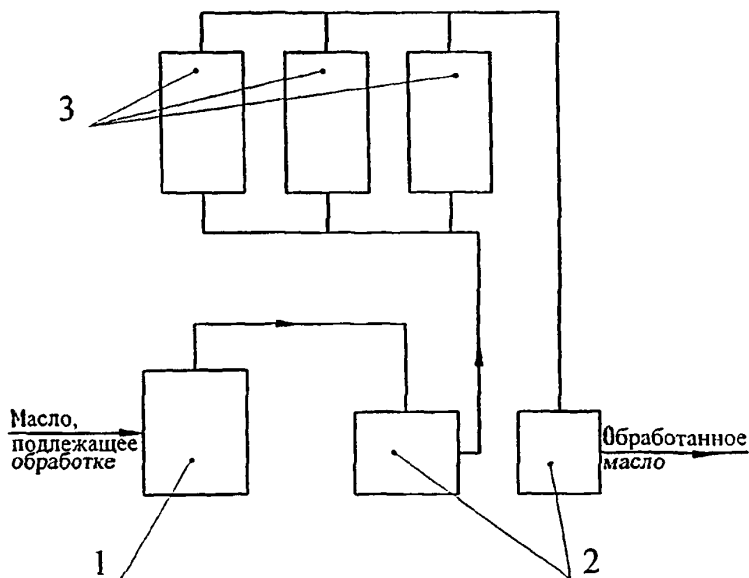 3
Масло,
подлежащее
обработке
Обработанное
масло
1
2